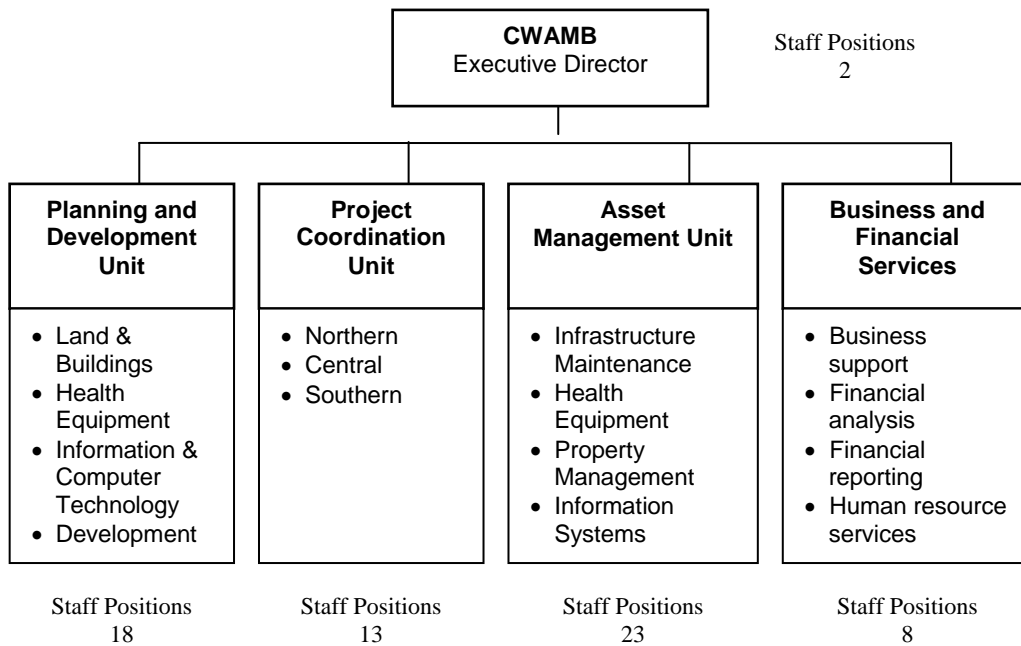 CWAMB
Executive Director
Staff Positions
2
Planning and
Development
Unit
Project
Coordination
Unit
Asset
Management Unit
Business and
Financial
Services
• Land &
Buildings
• Health
Equipment
• Information &
Computer
Technology
• Development
• Northern
• Central
• Southern
• Infrastructure
Maintenance
• Health
Equipment
• Property
Management
• Information
Systems
• Business
support
• Financial
analysis
• Financial
reporting
• Human resource
services
Staff Positions
18
Staff Positions
13
Staff Positions
23
Staff Positions
8